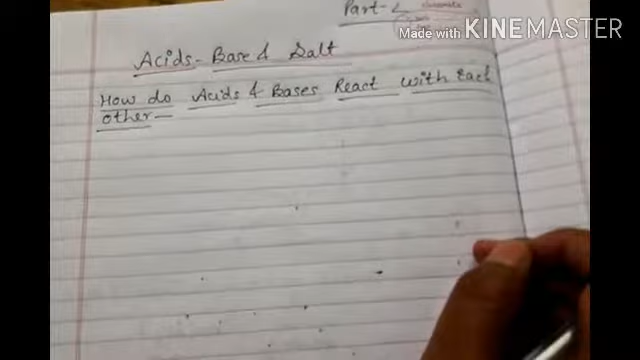 Part-2
Made with KINEMASTER
Acids-Base & Salt
How do Acids & Bases React with Each
other-